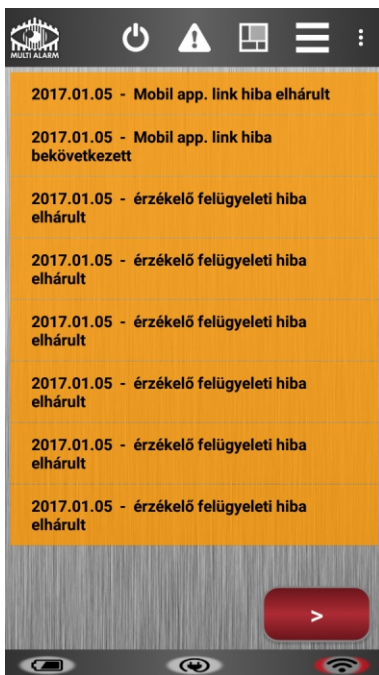 MULTI ALARM
2017.01.05 - Mobil app. link hiba elhárult
2017.01.05 - Mobil app. link hiba
bekövetkezett
2017.01.05 - érzékelő felügyeleti hiba
elhárult
2017.01.05 - érzékelő felügyeleti hiba
elhárult
2017.01.05 - érzékelő felügyeleti hiba
elhárult
2017.01.05 - érzékelő felügyeleti hiba
elhárult
2017.01.05 - érzékelő felügyeleti hiba
elhárult
2017.01.05 - érzékelő felügyeleti hiba
elhárult
>